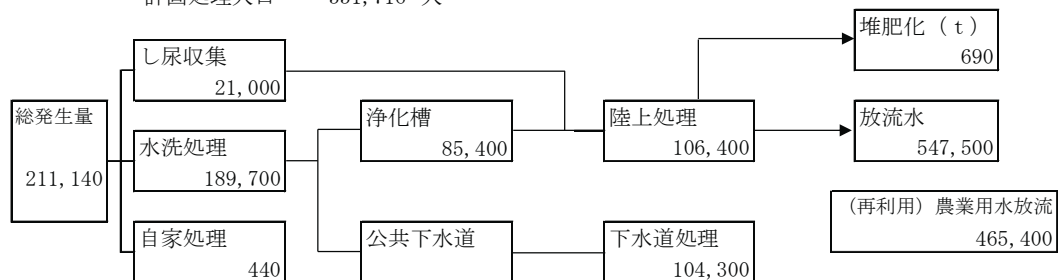 計画処理人口 331,710 人
堆肥化（ｔ）
690
し尿収集
21,000
総発生量
211,140
水洗処理
189,700
浄化槽
85,400
陸上処理
106,400
放流水
547,500
（再利用）農業用水放流
465,400
自家処理
440
公共下水道
下水道処理
104,300